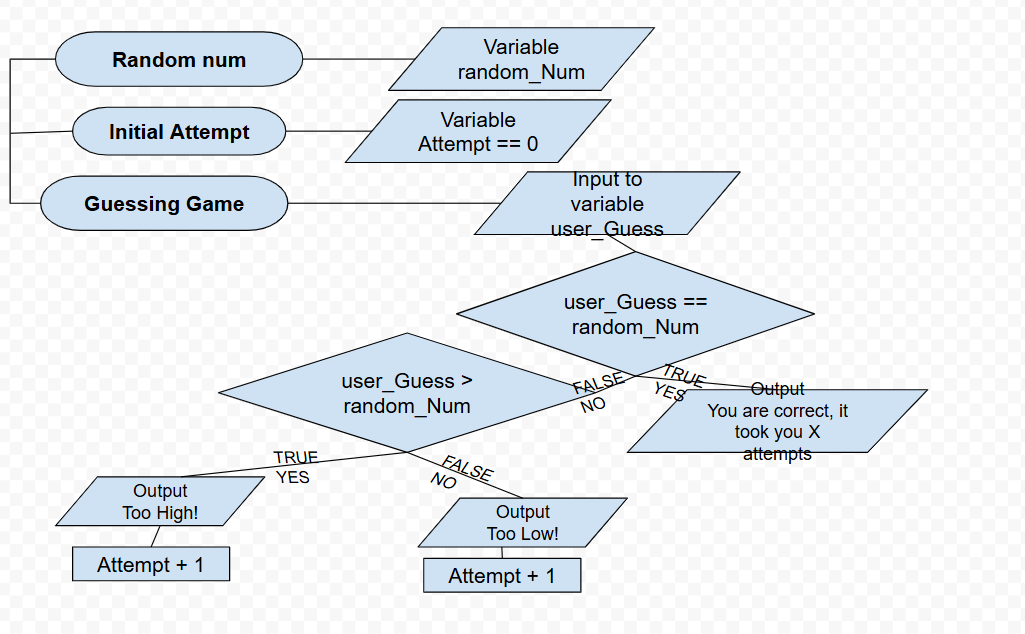 Random num
Variable
random_Num
Initial Attempt
Variable
Attempt == 0
Guessing Game
Input to
variable
user_Guess
user_Guess ==
random_Num
user_Guess >
random_Num
FALSE
NO
TRUE
YES
Output
You are correct, it
took you X
attempts
TRUE
YES
FALSE
NO
Output
Too High!
Output
Too Low!
Attempt + 1
Attempt + 1